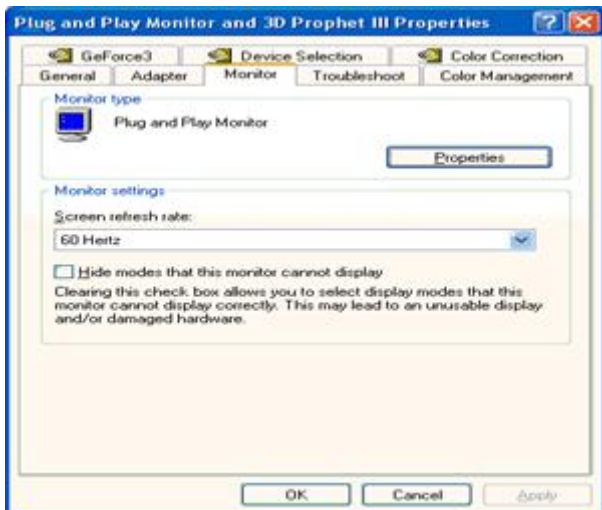 Plug and Play Monitor and 3D Prophet III Properties
GeForce3 Device Selection Color Correction
General Adapter Monitor Troubleshoot Color Management
Monitor type
Plug and Play Monitor
Properties
Monitor settings
Screen refresh rate:
60 Hertz
Hide modes that this monitor cannot display
Clearing this check box allows you to select display modes that this
monitor cannot display correctly. This may lead to an unusable display
and/or damaged hardware.
OK Cancel Apply